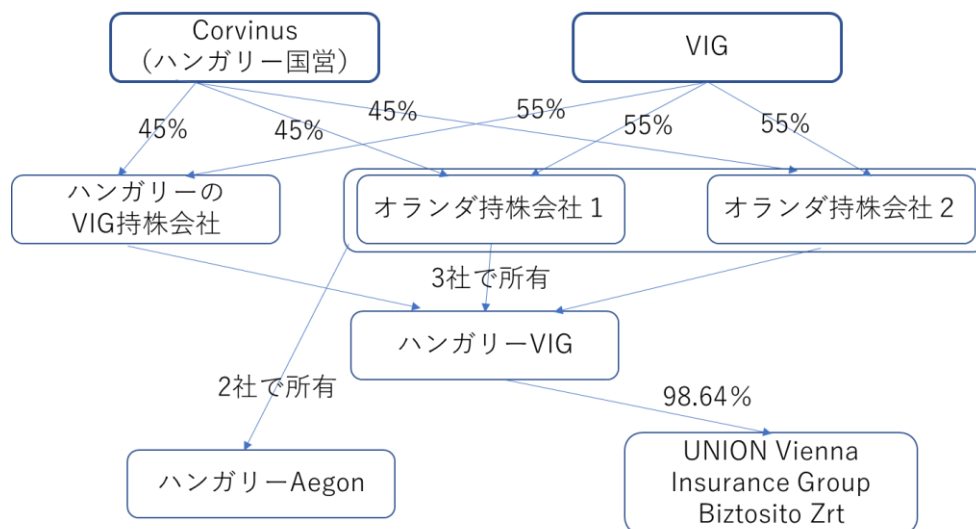 Corvinus
（ハンガリー国営）
VIG
45%
45%
45%
55%
55%
55%
ハンガリーの
VIG持株会社
オランダ持株会社１
オランダ持株会社２
3社で所有
ハンガリーVIG
2社で所有
98.64％
ハンガリーAegon
UNION Vienna
Insurance Group
Biztosito Zrt